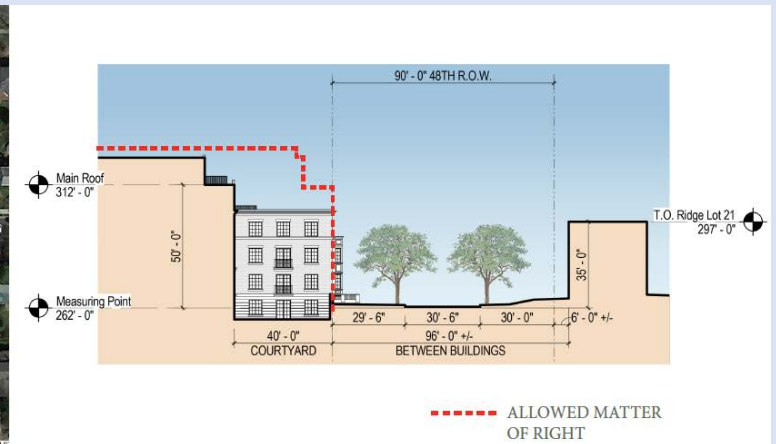 90' - 0" 48TH R.O.W.
Main Roof
312' - 0"
T.O. Ridge Lot 21
297' - 0"
50' - 0"
35' - 0"
Measuring Point
262' - 0"
29' - 6"
30' - 6"
30' - 0"
6' - 0" +/-
40' - 0"
96' - 0" +/-
COURTYARD
BETWEEN BUILDINGS
ALLOWED MATTER
OF RIGHT